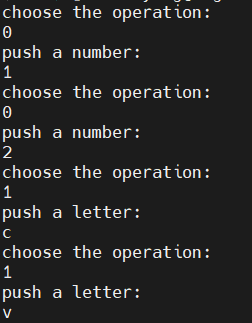 choose the operation:
0
push a number:
1
choose the operation:
0
push a number:
2
choose the operation:
1
push a letter:
c
choose the operation:
1
push a letter:
v